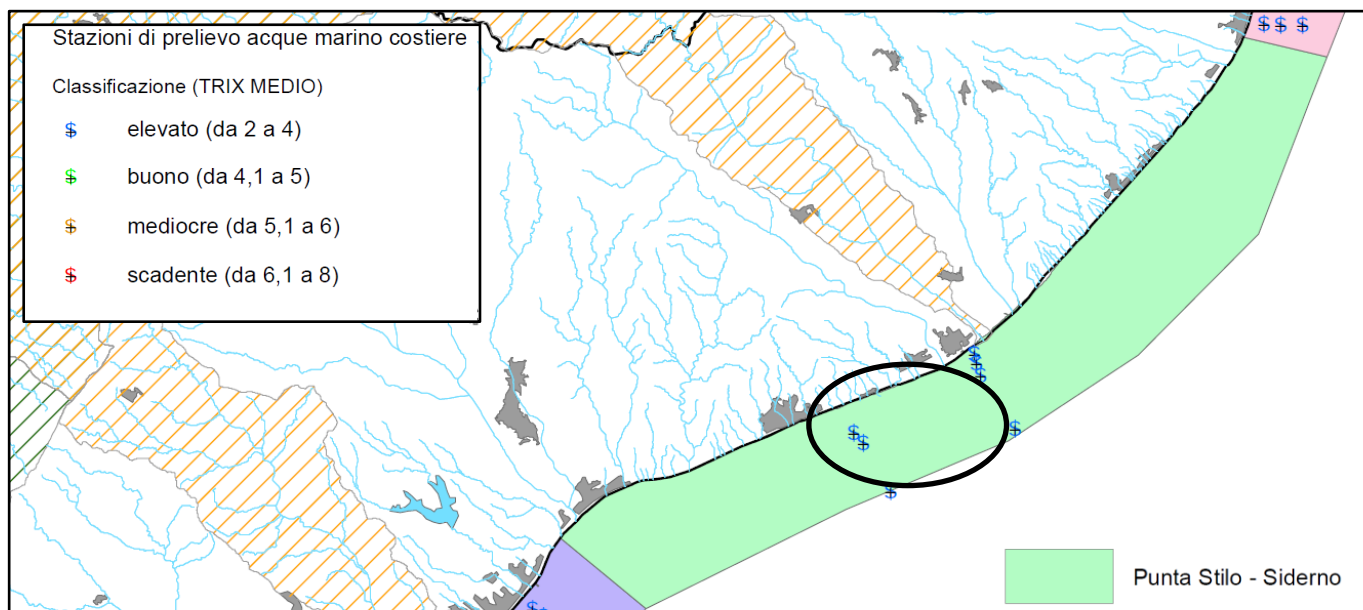 Stazioni di prelievo acque marino costiere
Classificazione (TRIX MEDIO)
elevato (da 2 a 4)
buono (da 4,1 a 5)
mediocre (da 5,1 a 6)
scadente (da 6,1 a 8)
Punta Stilo - Siderno